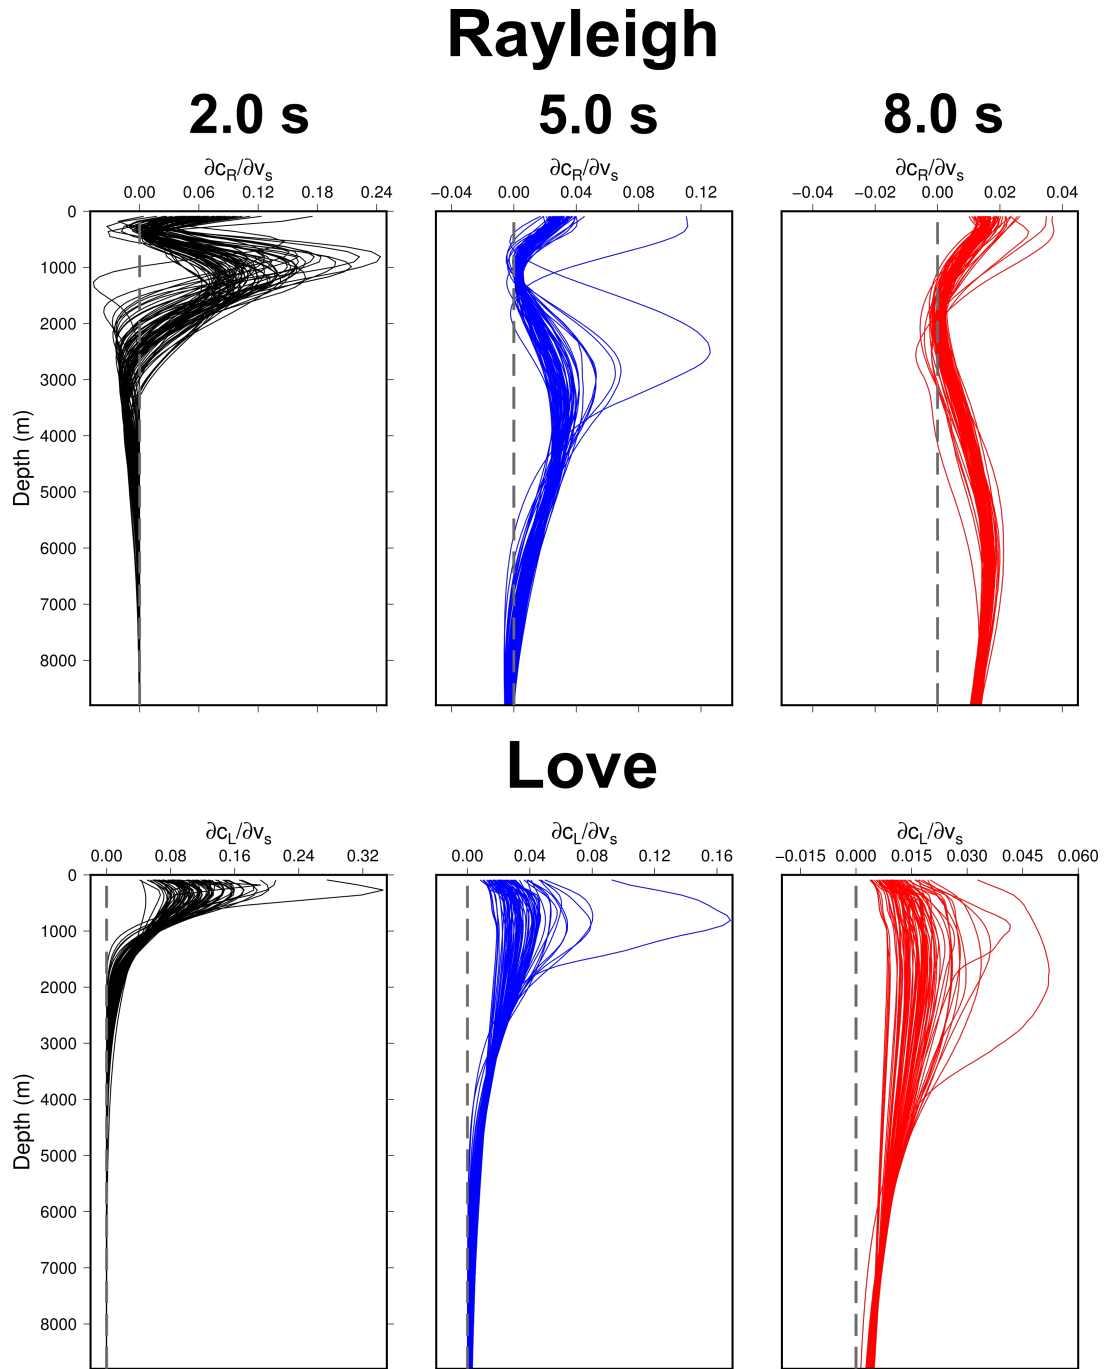 Rayleigh
2.0 s 5.0 s 8.0 s
∂cR/∂vs ∂cR/∂vs ∂cR/∂vs
0.00 0.06 0.12 0.18 0.24 −0.04 0.00 0.04 0.08 0.12 −0.04 −0.02 0.00 0.02 0.04
0
1000
2000
3000
Depth (m)
4000
5000
6000
7000
8000
Love
∂cL/∂vs ∂cL/∂vs ∂cL/∂vs
0.00 0.08 0.16 0.24 0.32 0.00 0.04 0.08 0.12 0.16 −0.015 0.000 0.015 0.030 0.045 0.060
0
1000
2000
3000
4000
Depth (m)
5000
6000
7000
8000